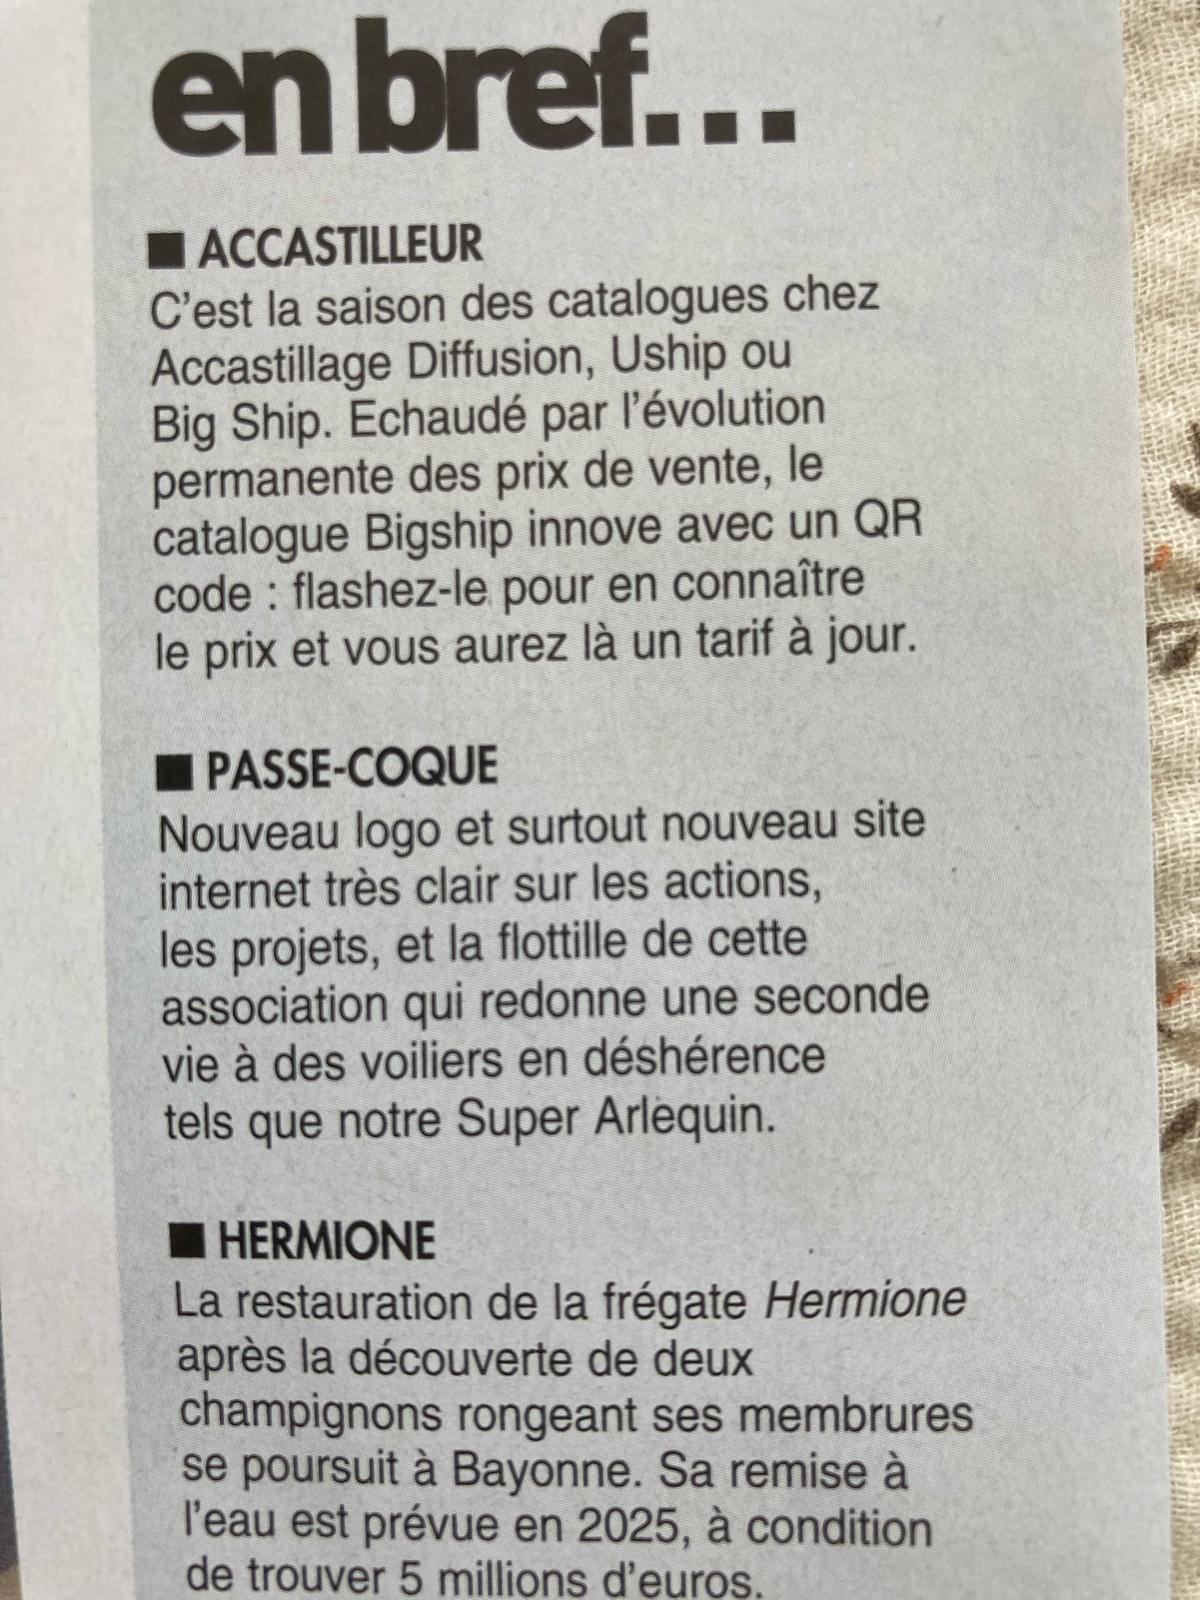 en bref...
■ ACCASTILLEUR
C'est la saison des catalogues chez
Accastillage Diffusion, Uship ou
Big Ship. Echaudé par l'évolution
permanente des prix de vente, le
catalogue Bigship innove avec un QR
code : flashez-le pour en connaître
le prix et vous aurez là un tarif à jour.
■ PASSE-COQUE
Nouveau logo et surtout nouveau site
internet très clair sur les actions,
les projets, et la flottille de cette
association qui redonne une seconde
vie à des voiliers en déshérence
tels que notre Super Arlequin.
■ HERMIONE
La restauration de la frégate Hermione
après la découverte de deux
champignons rongeant ses membrures
se poursuit à Bayonne. Sa remise à
l'eau est prévue en 2025, à condition
de trouver 5 millions d'euros.